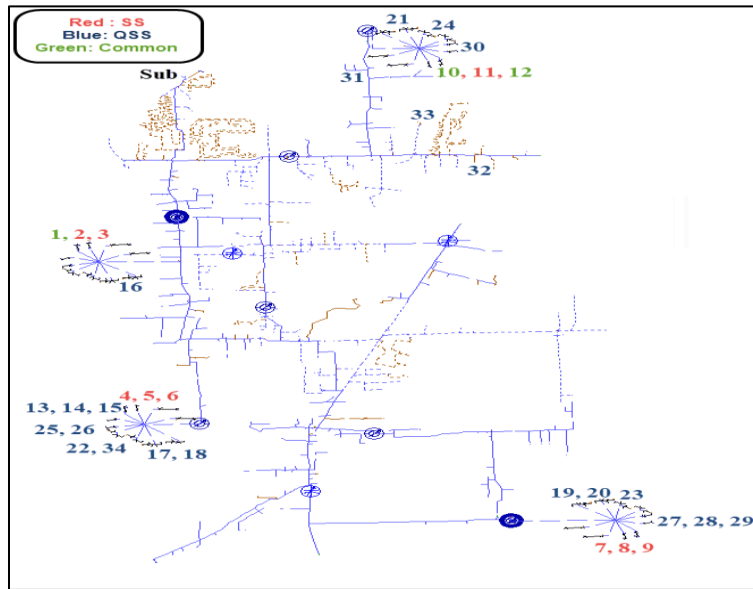 Red : SS
Blue: QSS
Green: Common
Sub
21
24
30
31
10, 11, 12
33
32
1, 2, 3
16
4, 5, 6
13, 14, 15
25, 26
22, 34
17, 18
19, 20
23
27, 28, 29
7, 8, 9